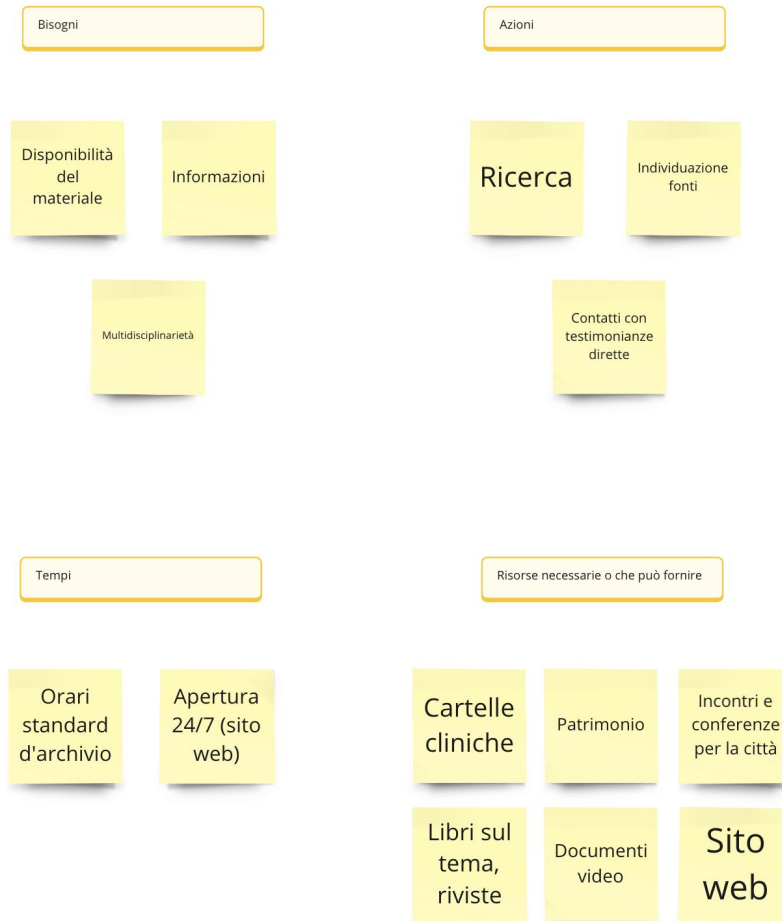 Bisogni
Azioni
Disponibilità
del
materiale
Informazioni
Ricerca
Individuazione
fonti
Multidisciplinarietà
Contatti con
testimonianze
dirette
Tempi
Risorse necessarie o che può fornire
Orari
standard
d'archivio
Apertura
24/7 (sito
web)
Cartelle
cliniche
Patrimonio
Incontri e
conferenze
per la città
Libri sul
tema,
riviste
Documenti
video
Sito
web